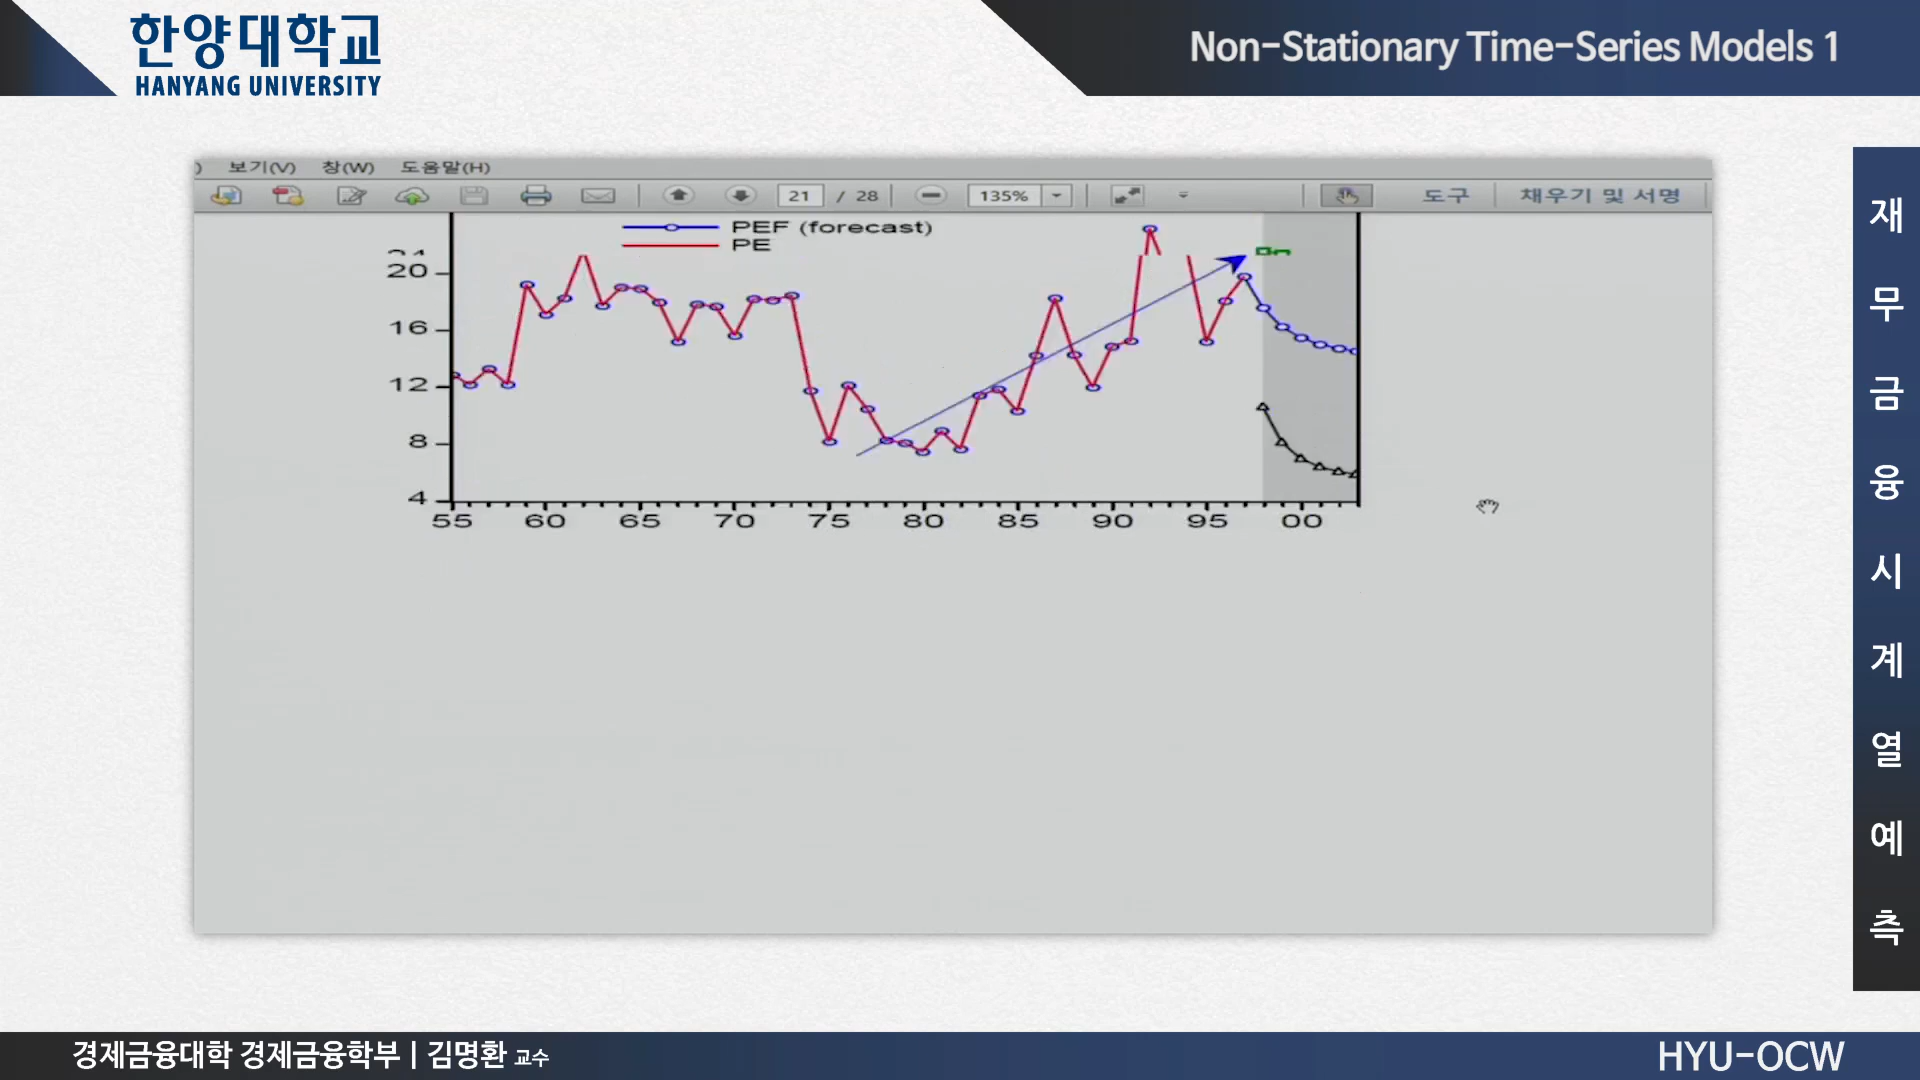 한양대학교
HANYANG UNIVERSITY
Non-Stationary Time-Series Models 1
보기(V) 창(W) 도움말(H)
21 / 28 135% 도구 채우기 및 서명
PEF (forecast)
PE
20
16
12
8
4
55 60 65 70 75 80 85 90 95 00
재무금융시계열예측
경제금융대학 경제금융학부 | 김명환 교수
HYU-OCW